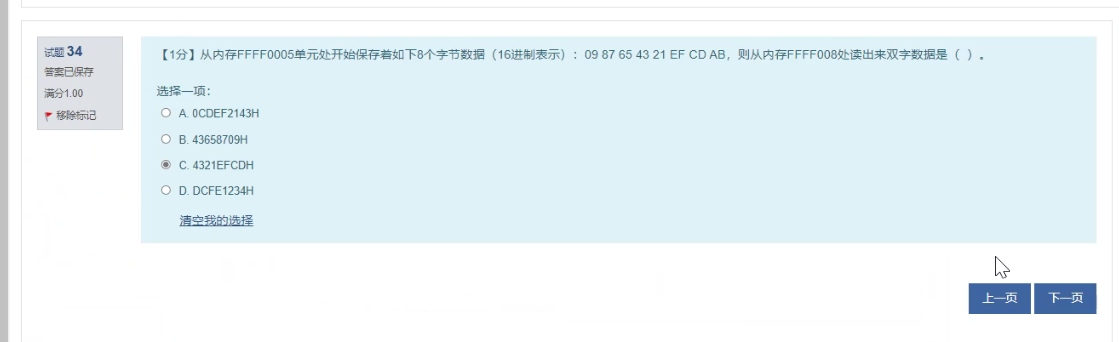 试题 34
答案已保存
满分1.00
移除标记
【1分】从内存FFFF0005单元处开始保存着如下8个字节数据（16进制表示）：09 87 65 43 21 EF CD AB，则从内存FFFF008处读出来双字数据是（ ）。
选择一项：
A. 0CDEF2143H
B. 43658709H
C. 4321EFCDH
D. DCFE1234H
清空我的选择
上一页 下一页